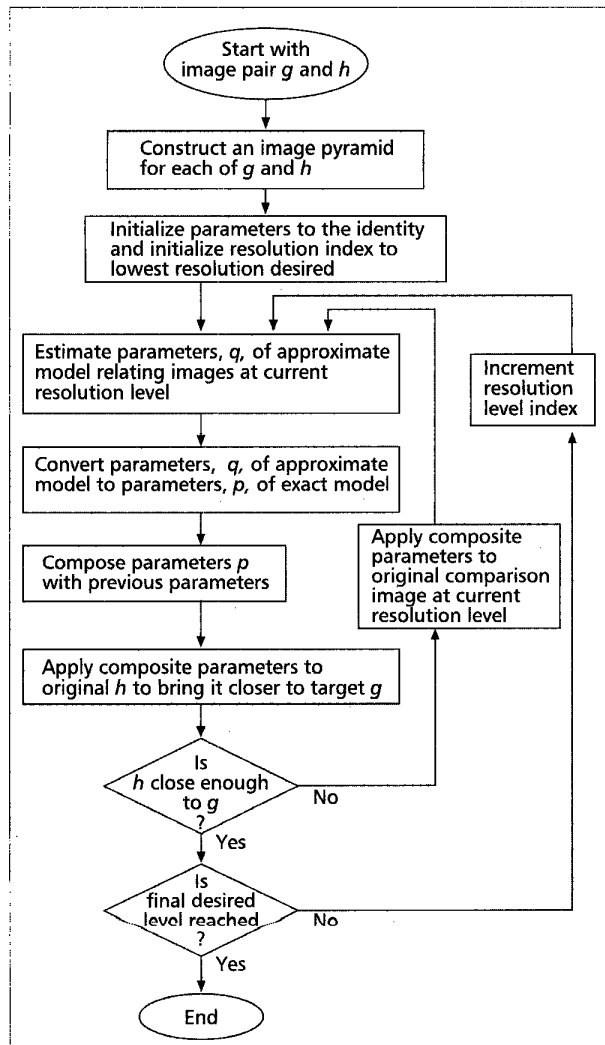 Start with
image pair g and h
Construct an image pyramid
for each of g and h
Initialize parameters to the identity
and initialize resolution index to
lowest resolution desired
Estimate parameters, q, of approximate
model relating images at current
resolution level
Increment
resolution
level index
Convert parameters, q, of approximate
model to parameters, p, of exact model
Apply composite
parameters to
original comparison
image at current
resolution level
Compose parameters p
with previous parameters
Apply composite parameters to
original h to bring it closer to target g
Is
h close enough
to g
?
No
Yes
Is
final desired
level reached
?
No
Yes
End